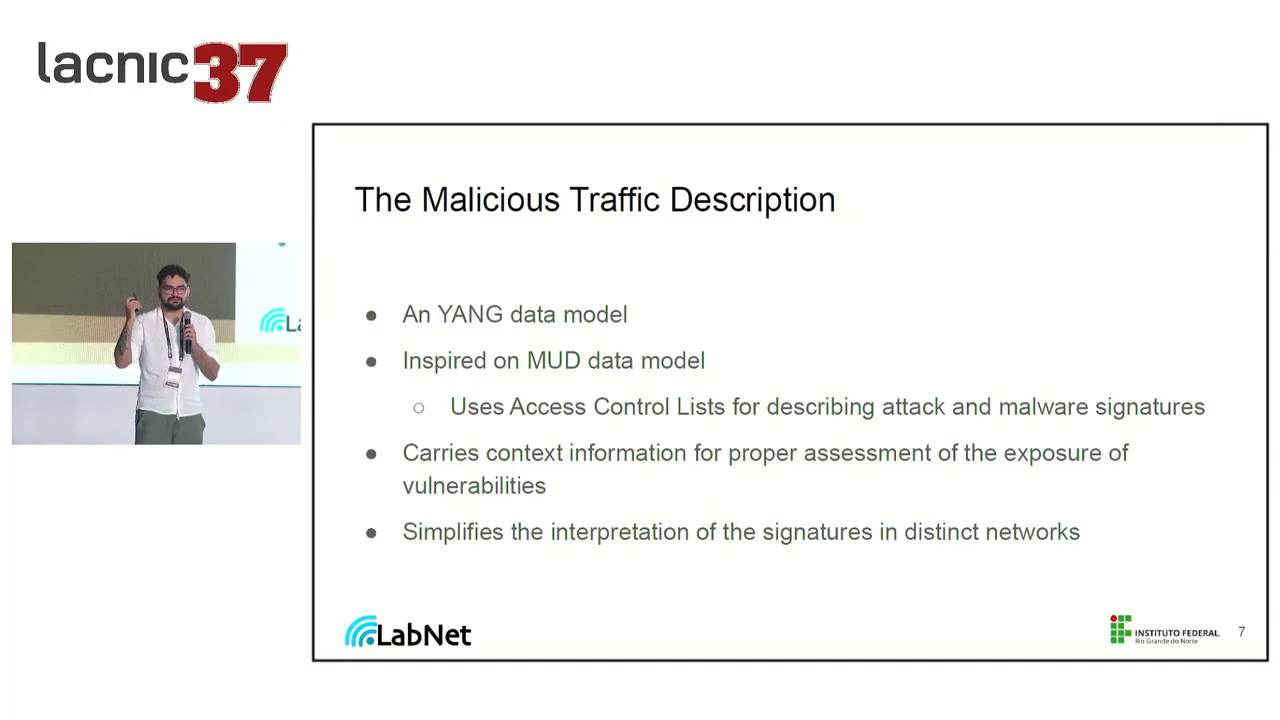 lacnic37
The Malicious Traffic Description
● An YANG data model
● Inspired on MUD data model
○ Uses Access Control Lists for describing attack and malware signatures
● Carries context information for proper assessment of the exposure of
vulnerabilities
● Simplifies the interpretation of the signatures in distinct networks
La
LabNet
INSTITUTO FEDERAL
Rio Grande do Norte
7